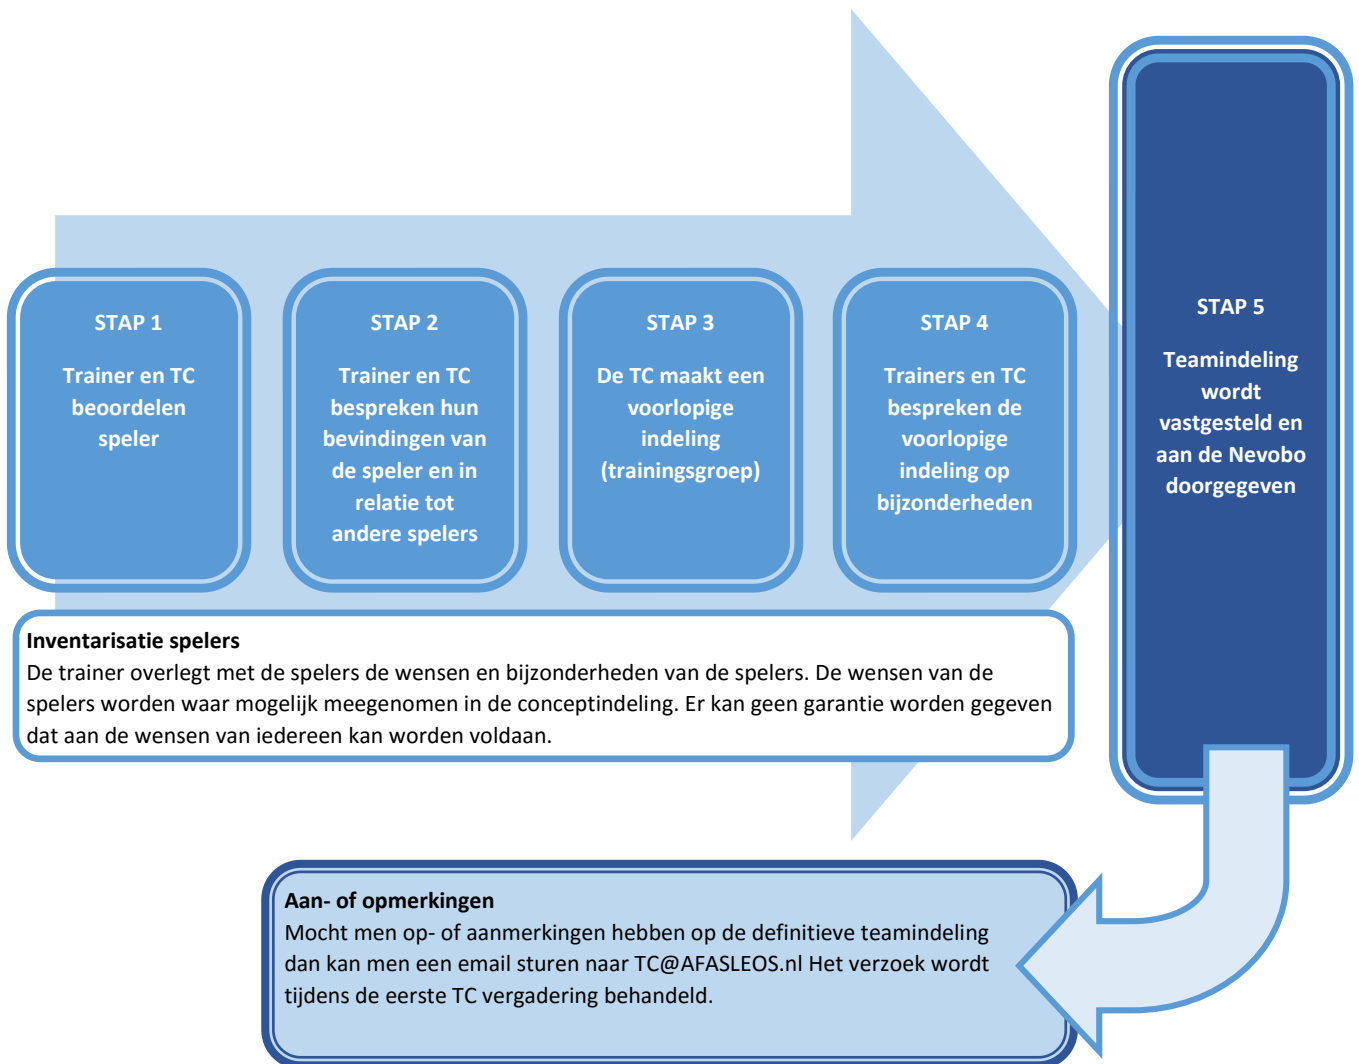 STAP 1
Trainer en TC
beoordelen
speler
STAP 2
Trainer en TC
bespreken hun
bevindingen van
de speler en in
relatie tot
andere spelers
STAP 3
De TC maakt een
voorlopige
indeling
(trainingsgroep)
STAP 4
Trainers en TC
bespreken de
voorlopige
indeling op
bijzonderheden
STAP 5
Teamindeling
wordt
vastgesteld en
aan de Nevobo
doorgegeven
Inventarisatie spelers
De trainer overlegt met de spelers de wensen en bijzonderheden van de spelers. De wensen van de
spelers worden waar mogelijk meegenomen in de conceptindeling. Er kan geen garantie worden gegeven
dat aan de wensen van iedereen kan worden voldaan.
Aan- of opmerkingen
Mocht men op- of aanmerkingen hebben op de definitieve teamindeling
dan kan men een email sturen naar TC@AFASLEOS.nl Het verzoek wordt
tijdens de eerste TC vergadering behandeld.